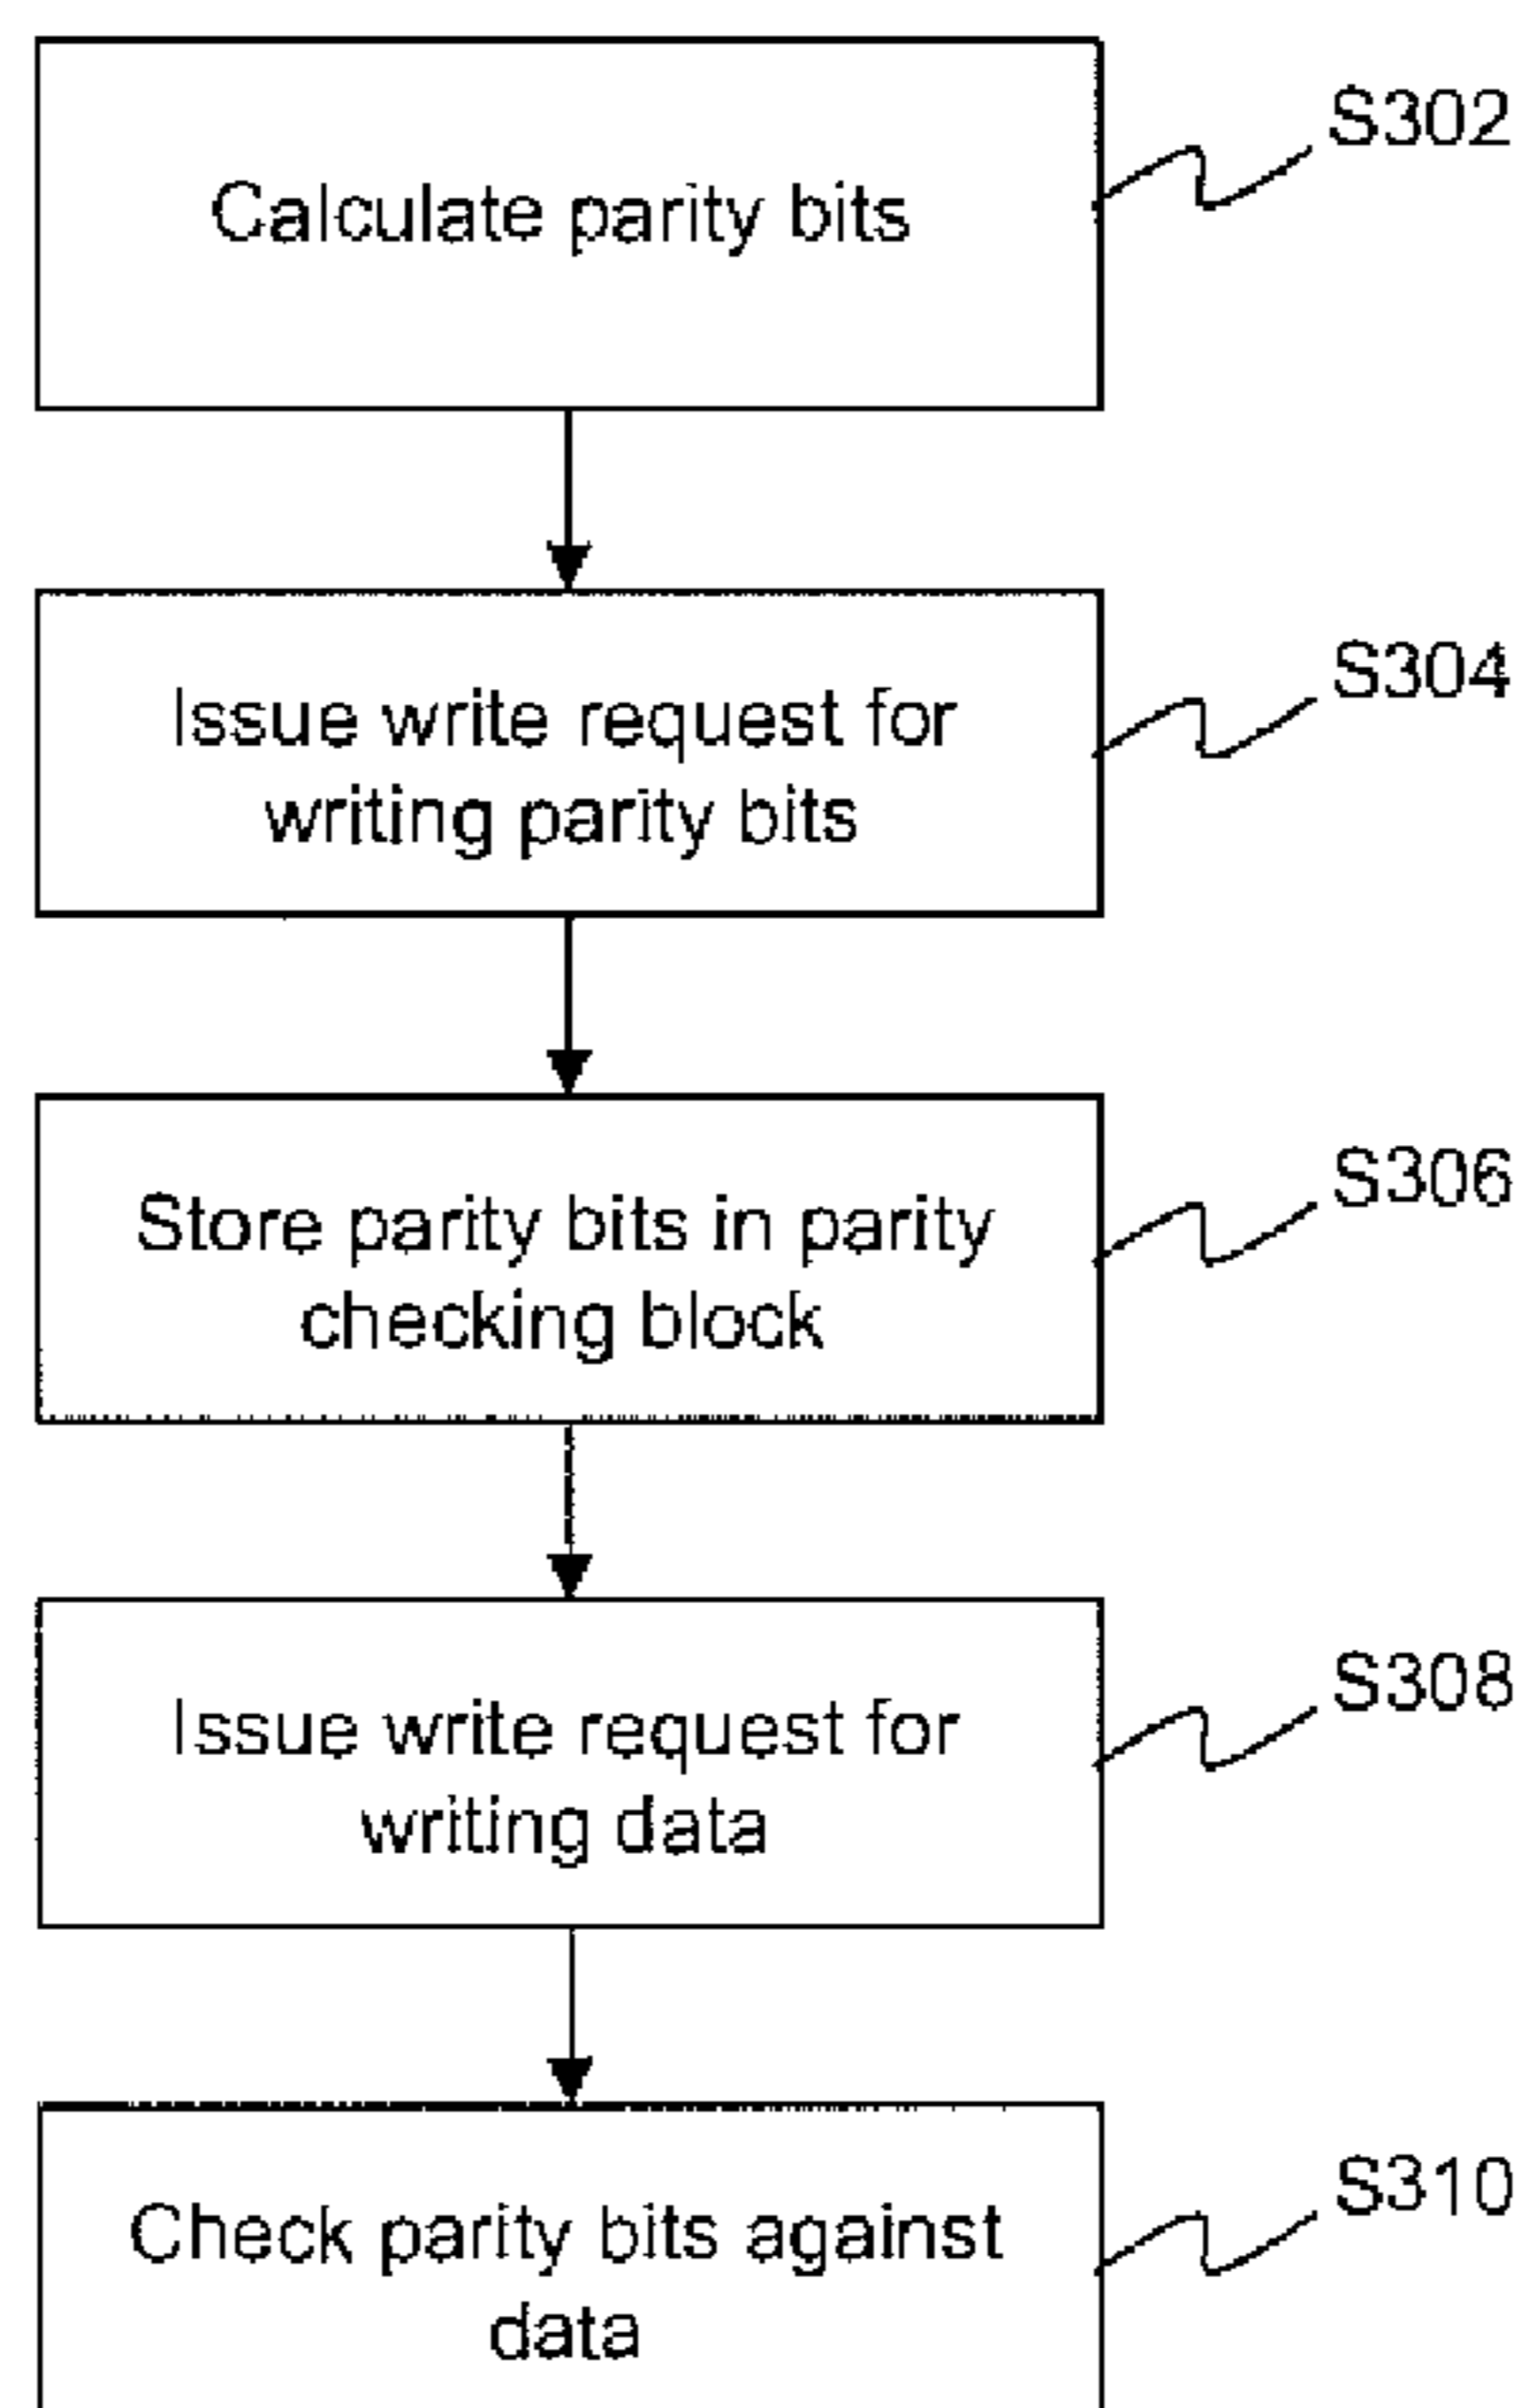 S302
Calculate parity bits
S304
Issue write request for
writing parity bits
S306
Store parity bits in parity
checking block
S308
Issue write request for
writing data
S310
Check parity bits against
data